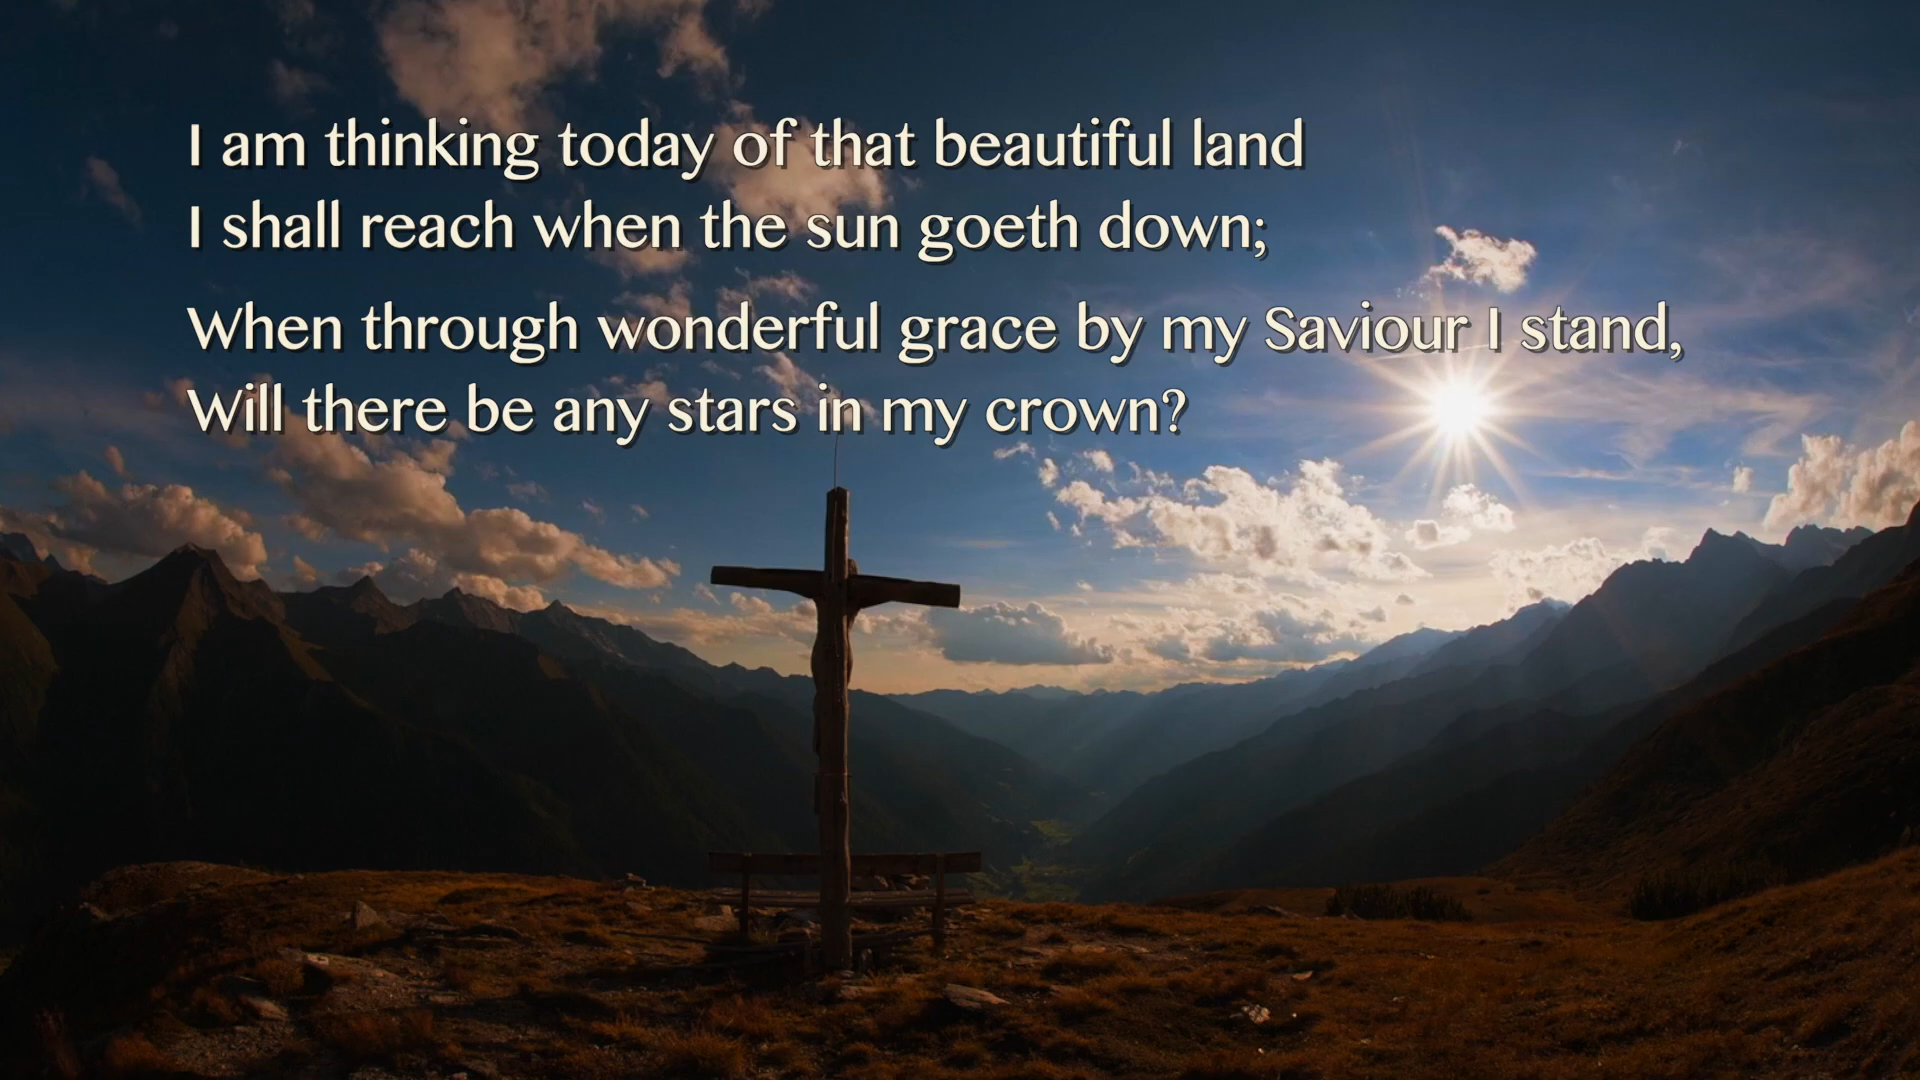 I am thinking today of that beautiful land
I shall reach when the sun goeth down;
When through wonderful grace by my Saviour I stand,
Will there be any stars in my crown?